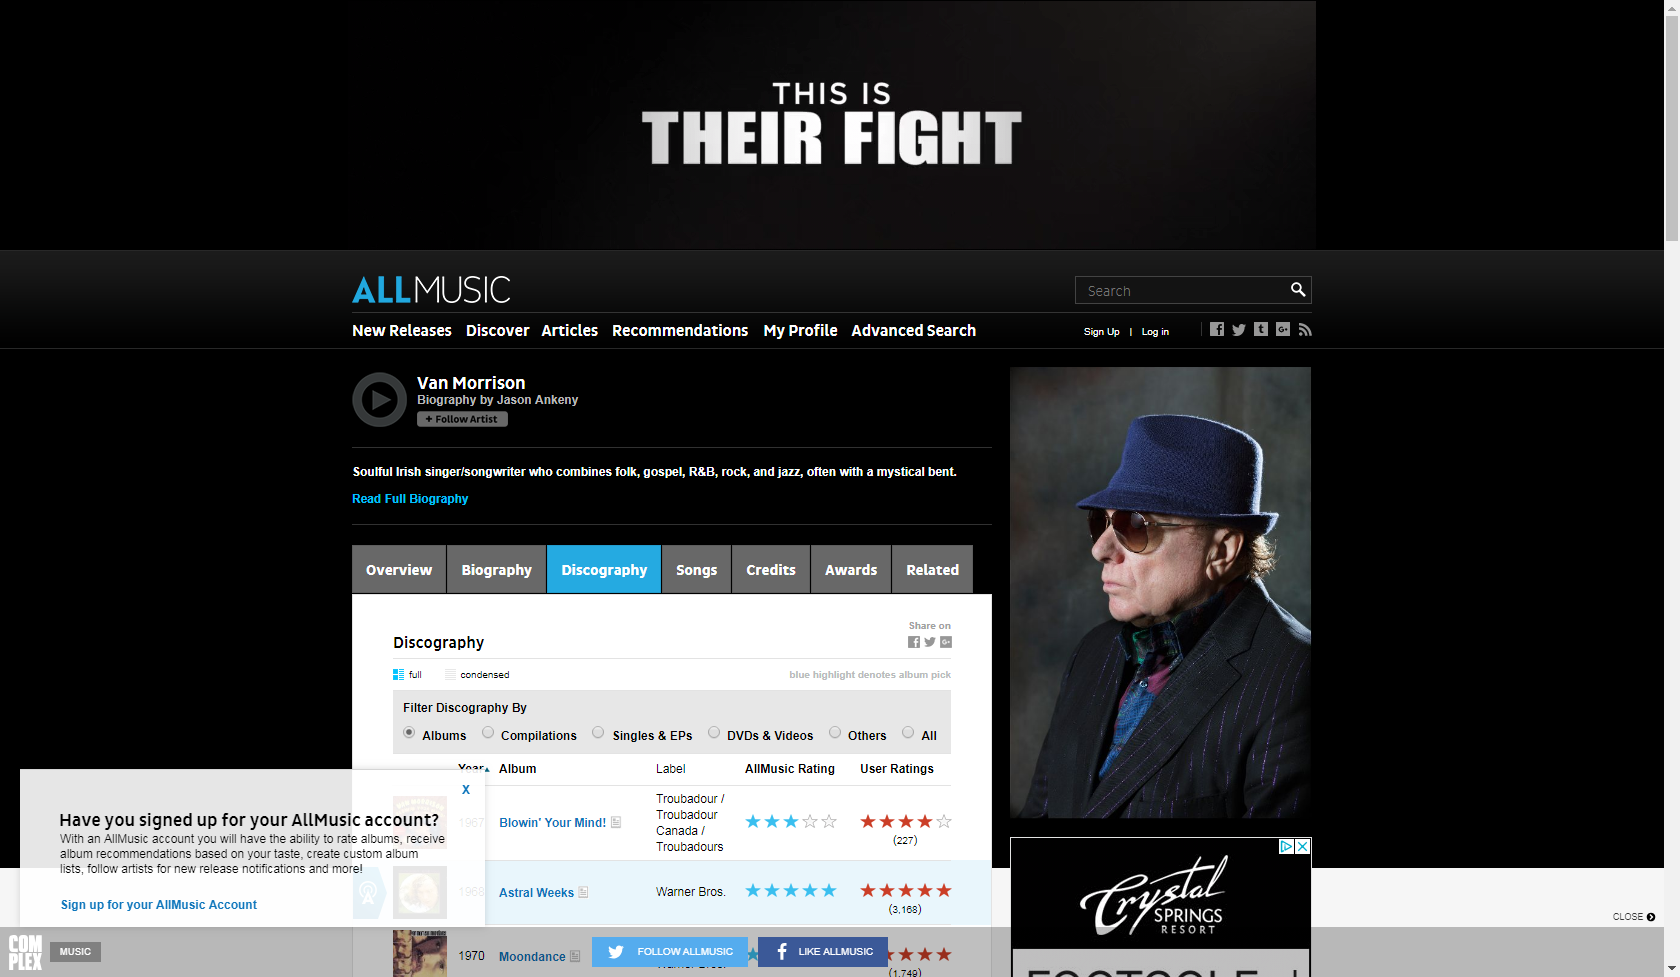 THIS IS
THEIR FIGHT
ALLMUSIC
Search
New Releases Discover Articles Recommendations My Profile Advanced Search
Sign Up | Log in
Van Morrison
Biography by Jason Ankeny
+ Follow Artist
Soulful Irish singer/songwriter who combines folk, gospel, R&B, rock, and jazz, often with a mystical bent.
Read Full Biography
Overview Biography Discography Songs Credits Awards Related
Share on
Discography
full condensed blue highlight denotes album pick
Filter Discography By
Albums Compilations Singles & EPs DVDs & Videos Others All
Year Album Label AllMusic Rating User Ratings
1967 Blowin' Your Mind! Troubadour /
Troubadour
Canada /
Troubadours
(227)
1968 Astral Weeks Warner Bros.
(3,168)
1970 Moondance Warner Bros.
(1,749)
X
Have you signed up for your AllMusic account?
With an AllMusic account you will have the ability to rate albums, receive
album recommendations based on your taste, create custom album
lists, follow artists for new release notifications and more!
Sign up for your AllMusic Account
Crystal
SPRINGS
RESORT
CLOSE
COM
PLEX
MUSIC
FOLLOW ALLMUSIC
LIKE ALLMUSIC